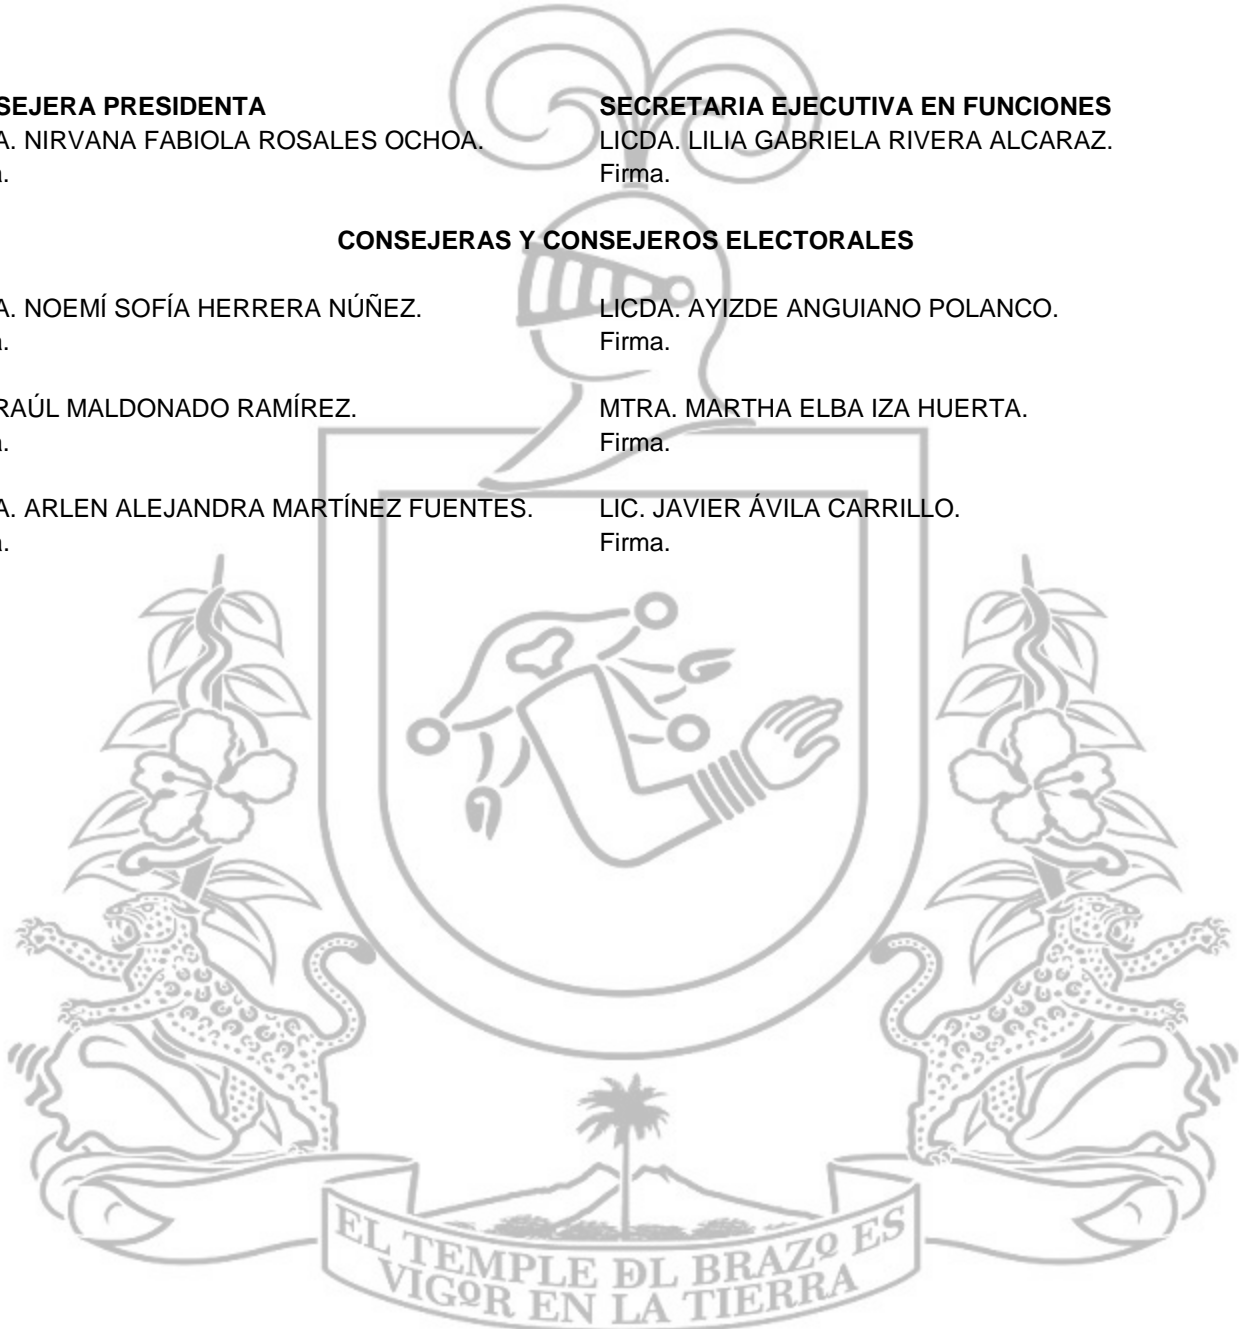 SEJERA PRESIDENTA
A. NIRVANA FABIOLA ROSALES OCHOA.
a.
SECRETARIA EJECUTIVA EN FUNCIONES
LICDA. LILIA GABRIELA RIVERA ALCARAZ.
Firma.
CONSEJERAS Y CONSEJEROS ELECTORALES
A. NOEMÍ SOFÍA HERRERA NÚÑEZ.
a.
LICDA. AYIZDE ANGUIANO POLANCO.
Firma.
RAÚL MALDONADO RAMÍREZ.
a.
MTRA. MARTHA ELBA IZA HUERTA.
Firma.
A. ARLEN ALEJANDRA MARTÍNEZ FUENTES.
a.
LIC. JAVIER ÁVILA CARRILLO.
Firma.
EL TEMPLE DL BRAZO ES
VIGOR EN LA TIERRA